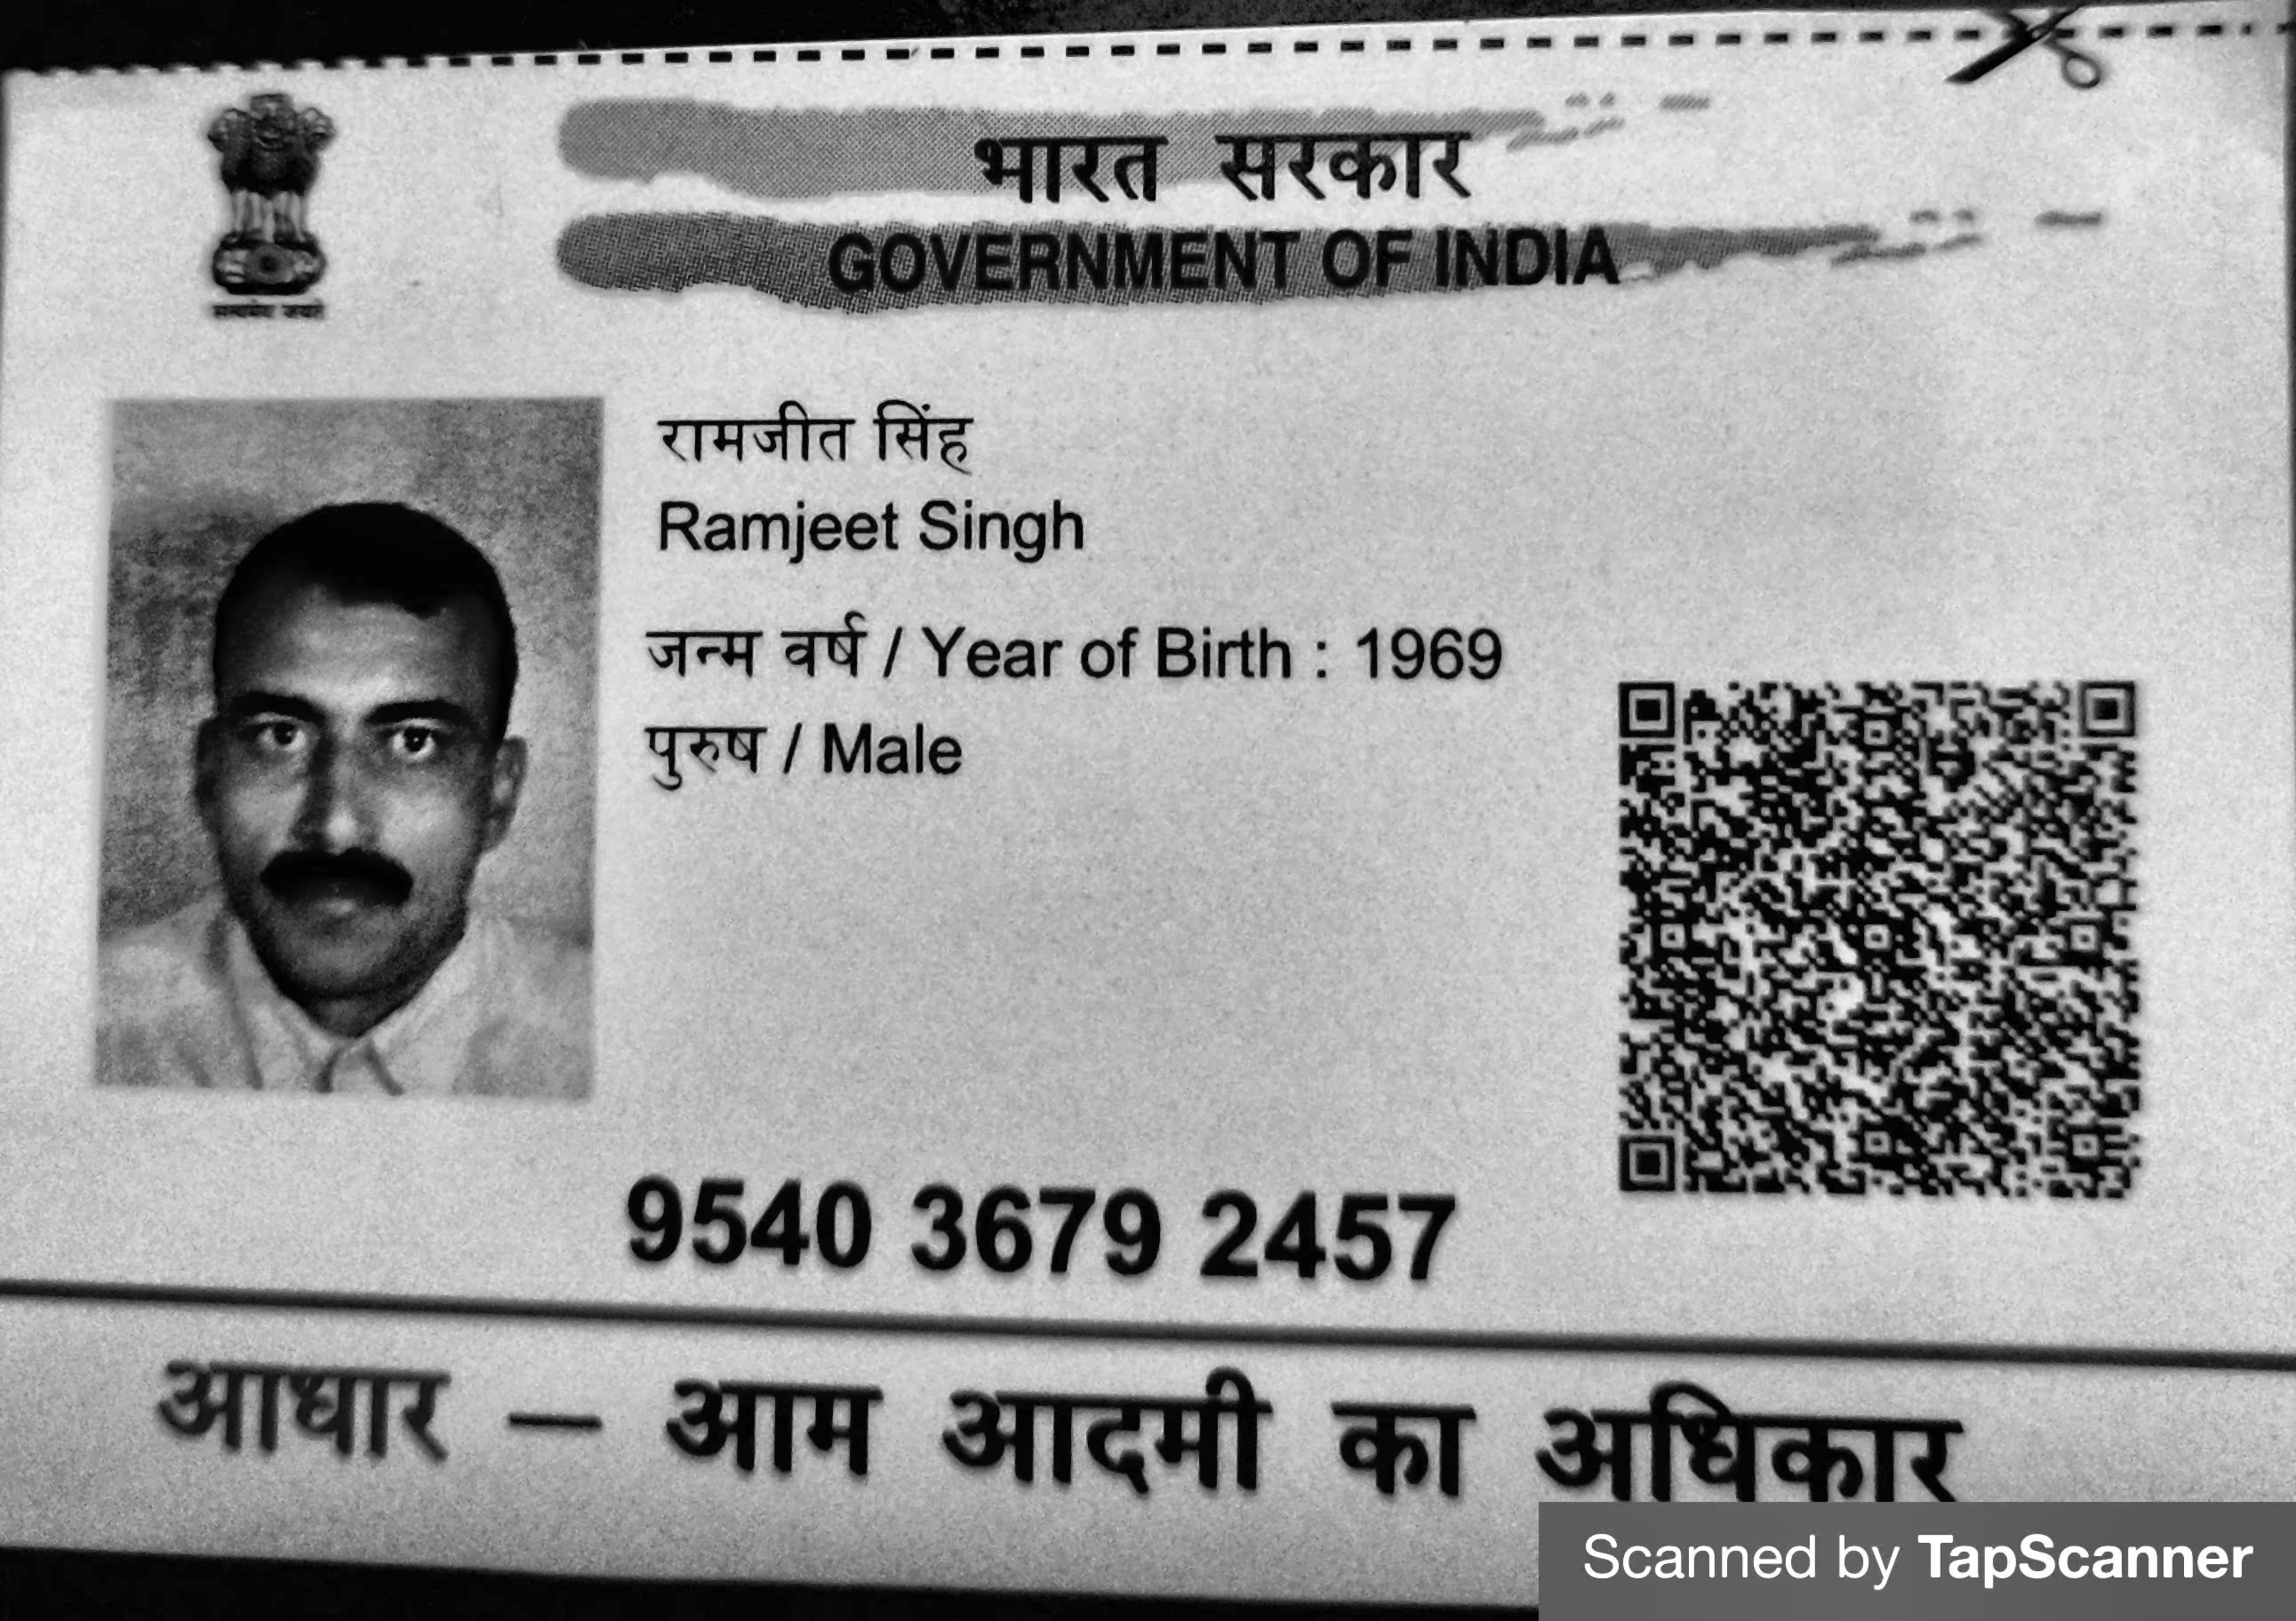 भारत सरकार
GOVERNMENT OF INDIA
सत्यमेव जयते
रामजीत सिंह
Ramjeet Singh
जन्म वर्ष / Year of Birth : 1969
पुरुष / Male
9540 3679 2457
आधार – आम आदमी का अधिकार
Scanned by TapScanner